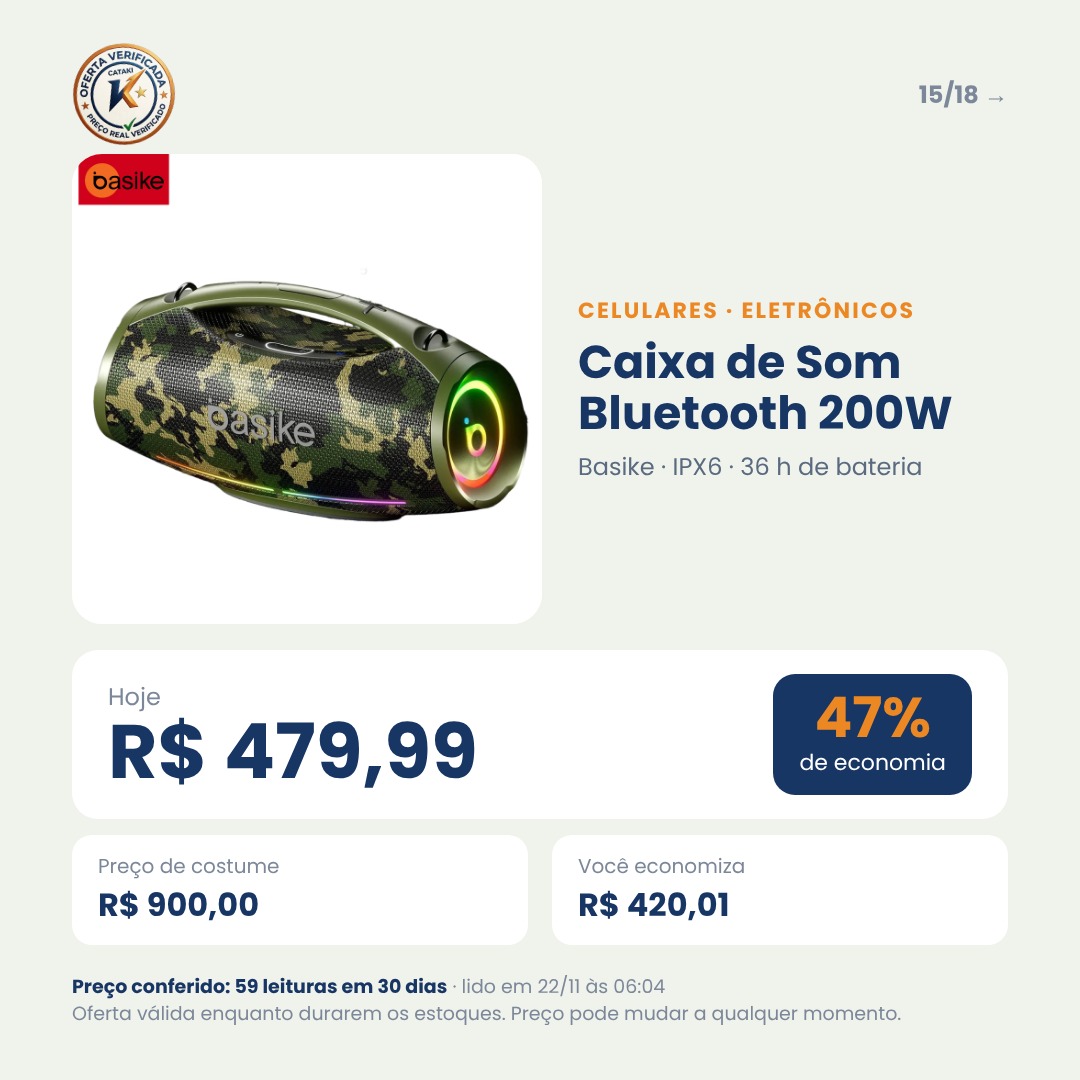 OFERTA VERIFICADA
CATAKI
K
PREÇO REAL VERIFICADO
15/18 →
basike
basike
CELULARES · ELETRÔNICOS
Caixa de Som
Bluetooth 200W
Basike · IPX6 · 36 h de bateria
Hoje
R$ 479,99
47%
de economia
Preço de costume
R$ 900,00
Você economiza
R$ 420,01
Preço conferido: 59 leituras em 30 dias · lido em 22/11 às 06:04
Oferta válida enquanto durarem os estoques. Preço pode mudar a qualquer momento.